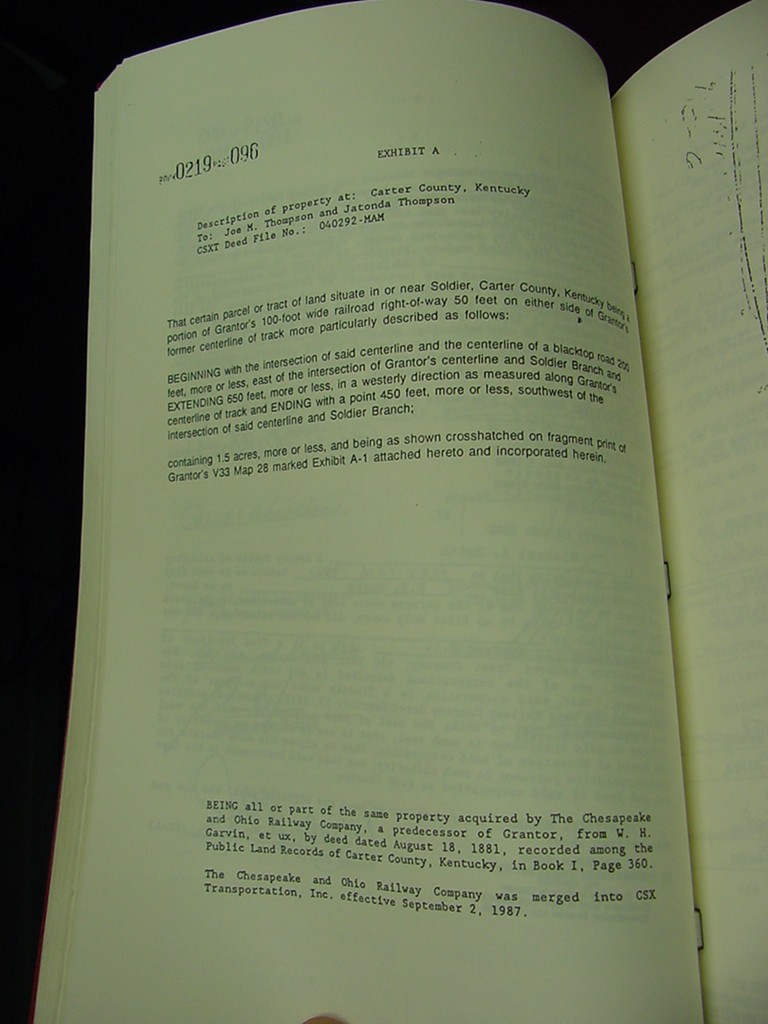 0219 096
EXHIBIT A
Description of property at: Carter County, Kentucky
To: Joe M. Thompson and Jatonda Thompson
CSXT Deed File No.: 040292-MAM
That certain parcel or tract of land situate in or near Soldier, Carter County, Kentucky being a
portion of Grantor's 100-foot wide railroad right-of-way 50 feet on either side of Grantor's
former centerline of track more particularly described as follows:
BEGINNING with the intersection of said centerline and the centerline of a blacktop road 200
feet, more or less, east of the intersection of Grantor's centerline and Soldier Branch and
EXTENDING 650 feet, more or less, in a westerly direction as measured along Grantor's
centerline of track and ENDING with a point 450 feet, more or less, southwest of the
intersection of said centerline and Soldier Branch;
containing 1.5 acres, more or less, and being as shown crosshatched on fragment print of
Grantor's V33 Map 28 marked Exhibit A-1 attached hereto and incorporated herein.
BEING all or part of the same property acquired by The Chesapeake
and Ohio Railway Company, a predecessor of Grantor, from W. H.
Garvin, et ux, by deed dated August 18, 1881, recorded among the
Public Land Records of Carter County, Kentucky, in Book I, Page 360.
The Chesapeake and Ohio Railway Company was merged into CSX
Transportation, Inc. effective September 2, 1987.